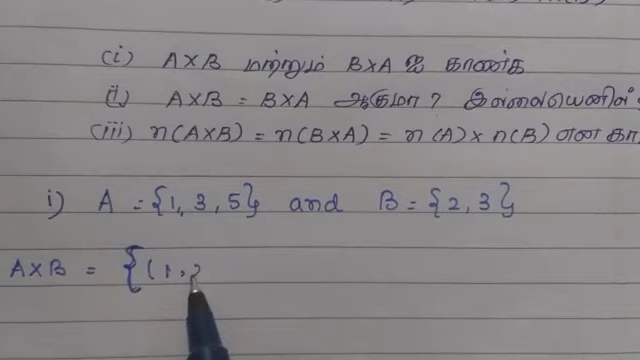 (i) A×B மற்றும் B×A ஐ காண்க
(ii) A×B = B×A ஆகுமா? இல்லையெனில்
(iii) n(A×B) = n(B×A) = n(A)×n(B) என கா
i) A = {1, 3, 5} and B = {2, 3}
A×B = {(1,